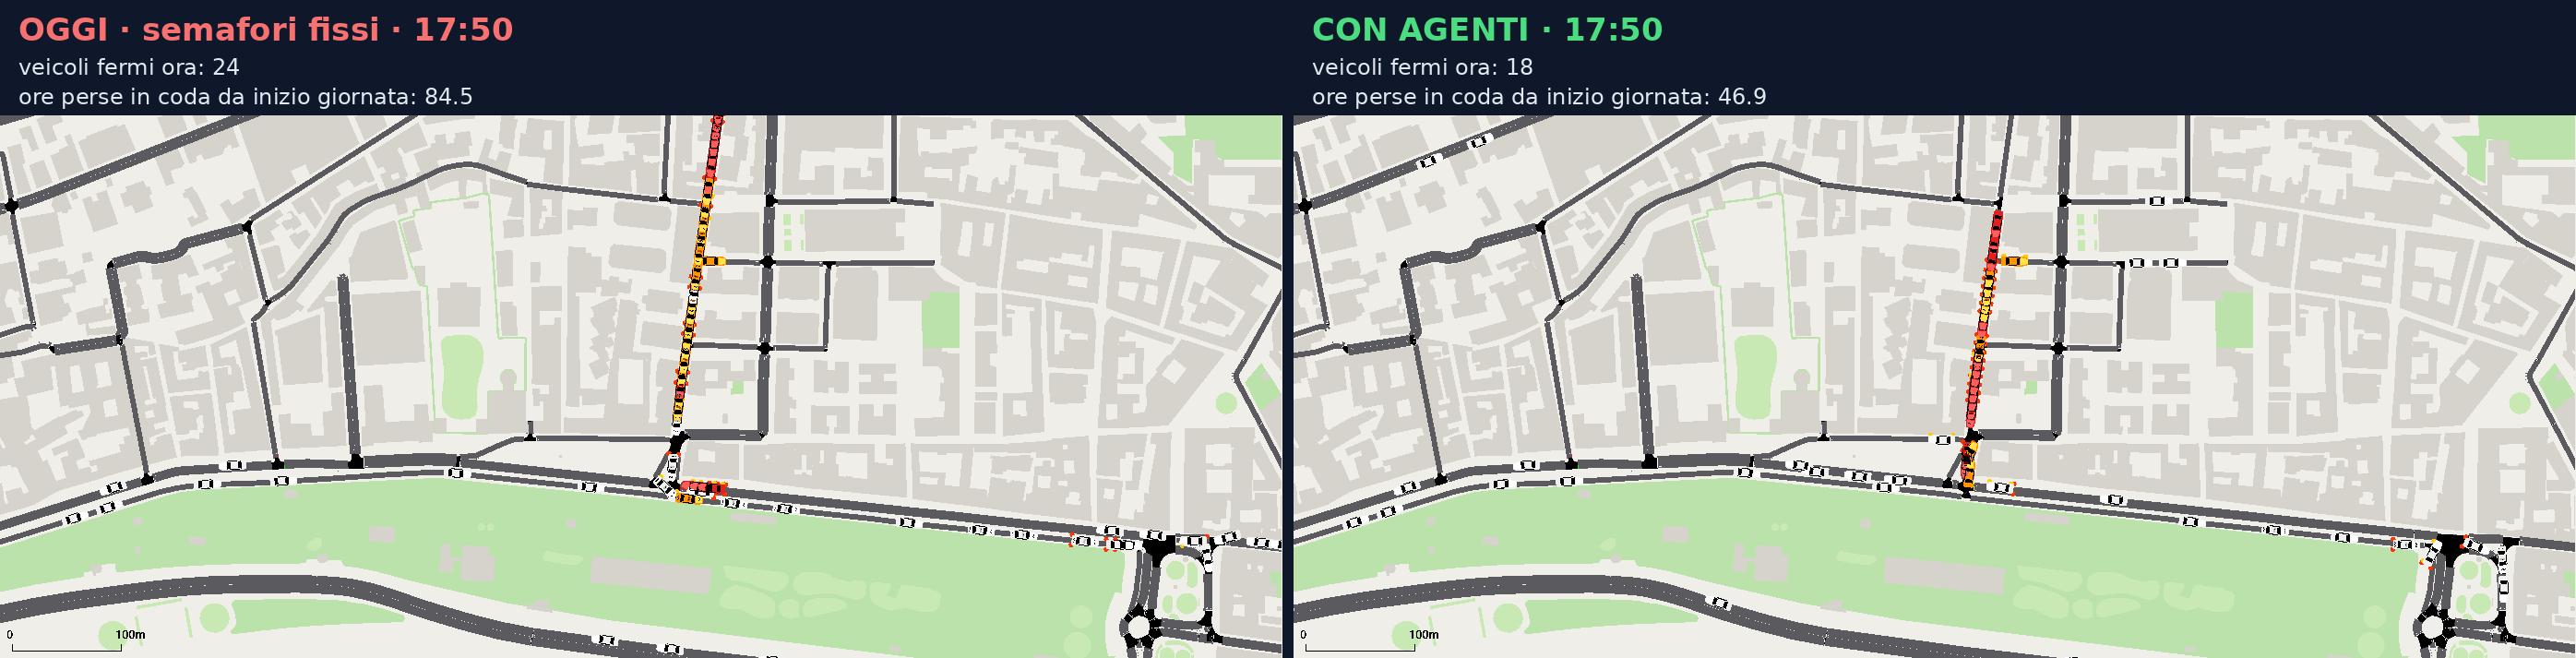 OGGI · semafori fissi · 17:50
veicoli fermi ora: 24
ore perse in coda da inizio giornata: 84.5
0 100m
CON AGENTI · 17:50
veicoli fermi ora: 18
ore perse in coda da inizio giornata: 46.9
0 100m